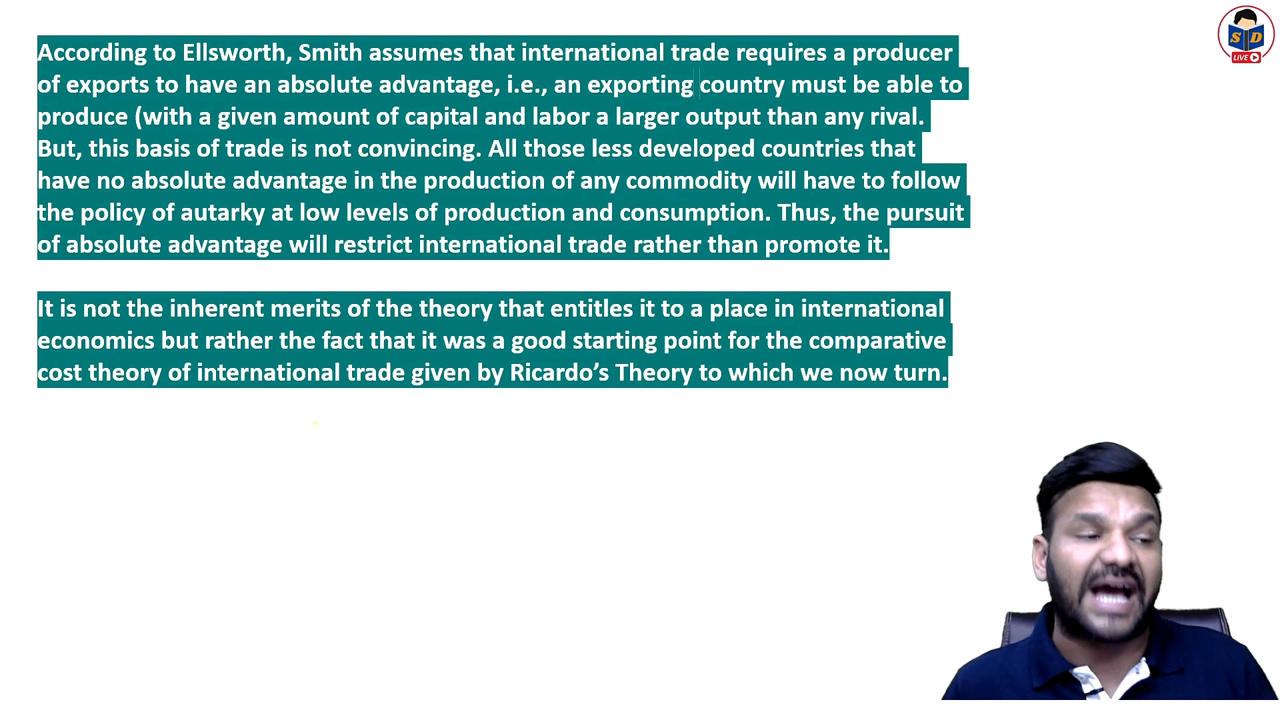 According to Ellsworth, Smith assumes that international trade requires a producer
of exports to have an absolute advantage, i.e., an exporting country must be able to
produce (with a given amount of capital and labor a larger output than any rival.
But, this basis of trade is not convincing. All those less developed countries that
have no absolute advantage in the production of any commodity will have to follow
the policy of autarky at low levels of production and consumption. Thus, the pursuit
of absolute advantage will restrict international trade rather than promote it.
It is not the inherent merits of the theory that entitles it to a place in international
economics but rather the fact that it was a good starting point for the comparative
cost theory of international trade given by Ricardo’s Theory to which we now turn.
S D
LIVE